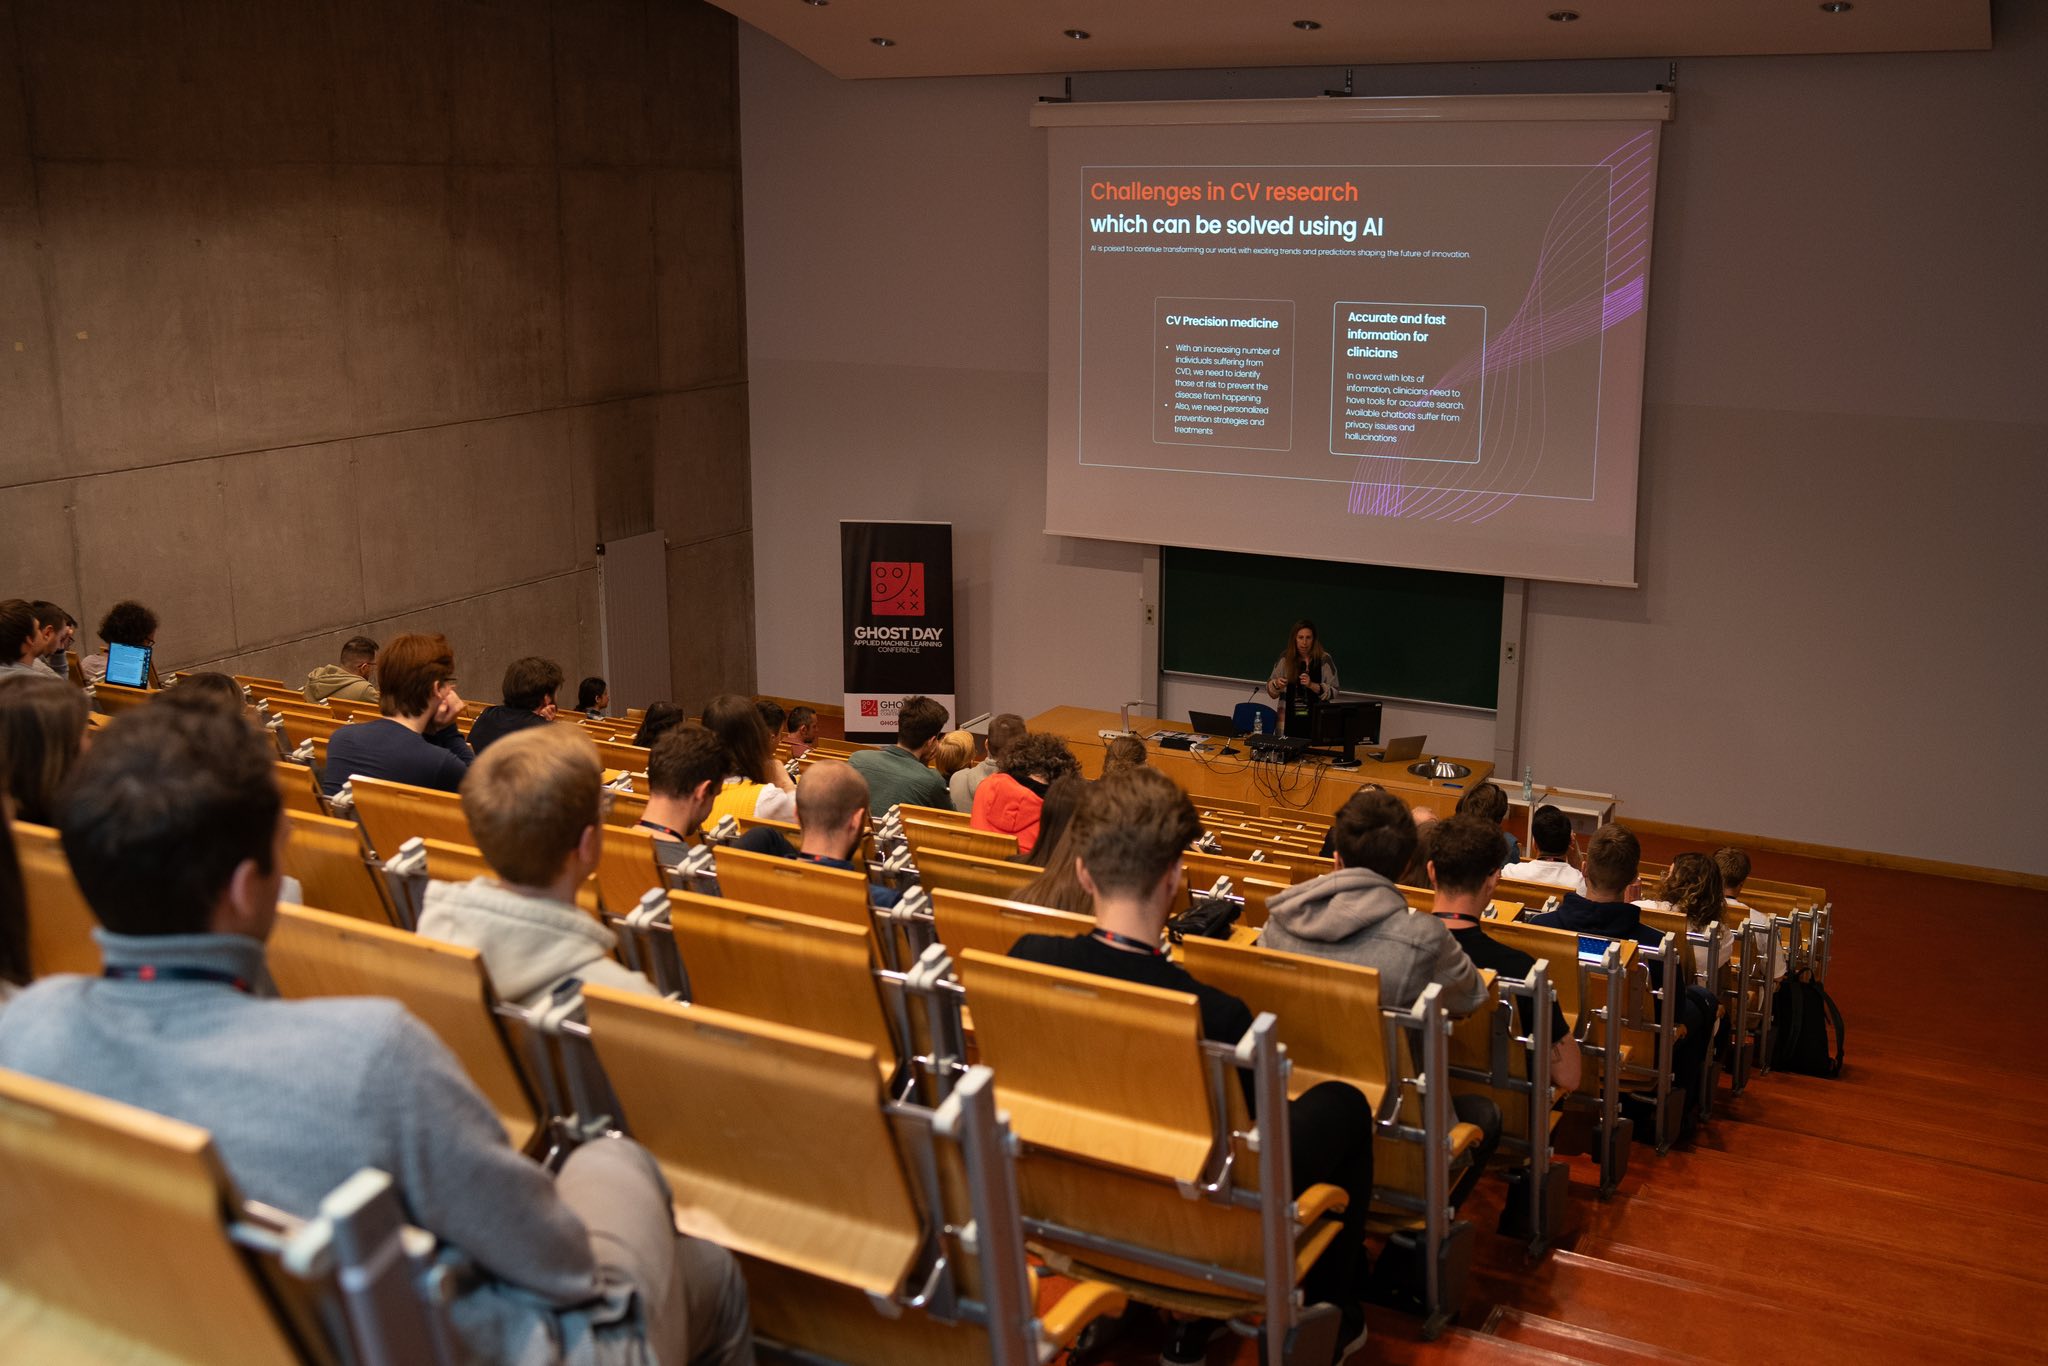 Challenges in CV research
which can be solved using AI
AI is poised to continue transforming our world, with exciting trends and predictions shaping the future of innovation.
CV Precision medicine
• With an increasing number of
individuals suffering from
CVD, we need to identify
those at risk to prevent the
disease from happening
• Also, we need personalized
prevention strategies and
treatments
Accurate and fast
information for
clinicians
In a word with lots of
information, clinicians need to
have tools for accurate search.
Available chatbots suffer from
privacy issues and
hallucinations
GHOST DAY
APPLIED MACHINE LEARNING
CONFERENCE